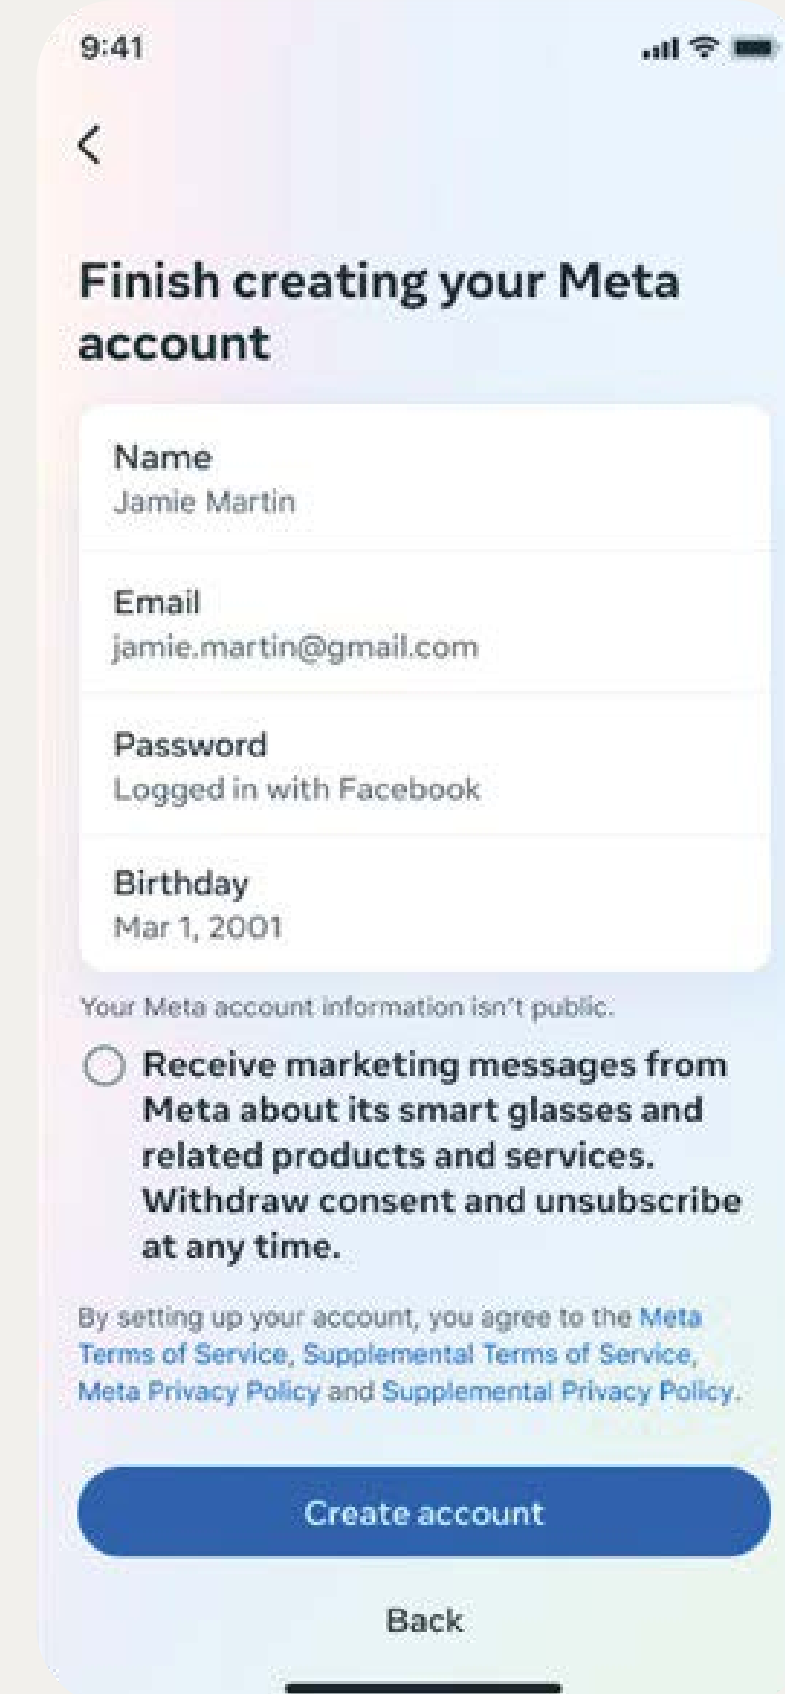 9:41
Finish creating your Meta
account
Name
Jamie Martin
Email
jamie.martin@gmail.com
Password
Logged in with Facebook
Birthday
Mar 1, 2001
Your Meta account information isn't public.
Receive marketing messages from
Meta about its smart glasses and
related products and services.
Withdraw consent and unsubscribe
at any time.
By setting up your account, you agree to the Meta
Terms of Service, Supplemental Terms of Service,
Meta Privacy Policy and Supplemental Privacy Policy.
Create account
Back